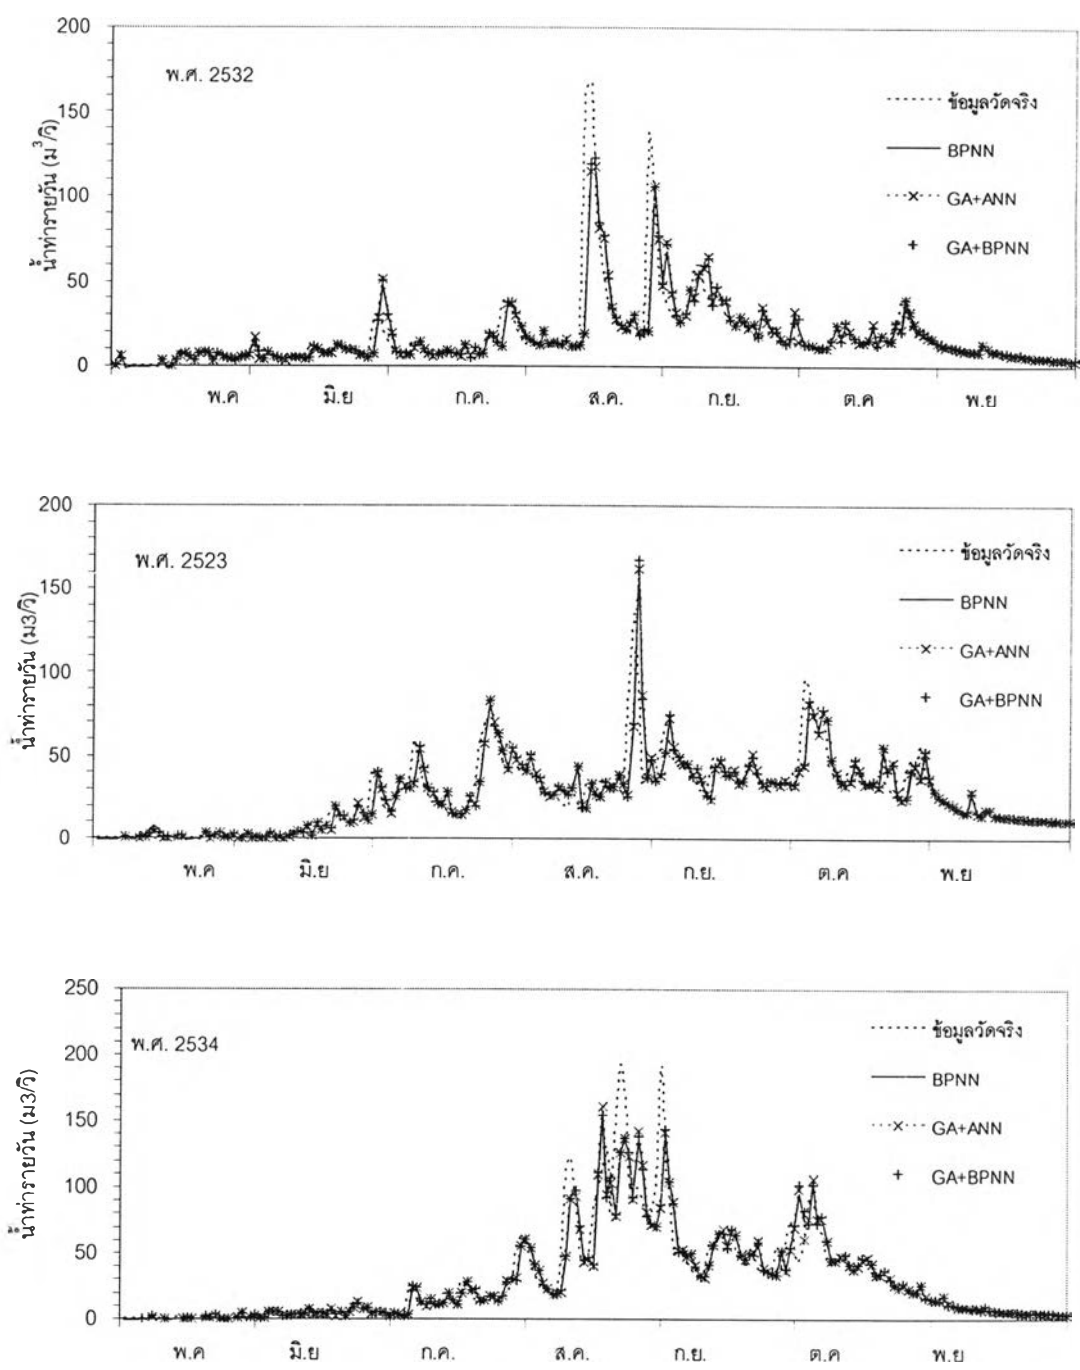 200
พ.ศ. 2532
150
100
50
0
น้ำท่ารายวัน (ม³/วิ)
ข้อมูลวัดจริง
BPNN
GA+ANN
GA+BPNN
พ.ค มิ.ย ก.ค. ส.ค. ก.ย. ต.ค พ.ย
200
พ.ศ. 2523
150
100
50
0
น้ำท่ารายวัน (ม3/วิ)
ข้อมูลวัดจริง
BPNN
GA+ANN
GA+BPNN
พ.ค มิ.ย ก.ค. ส.ค. ก.ย. ต.ค พ.ย
250
พ.ศ. 2534
200
150
100
50
0
น้ำท่ารายวัน (ม3/วิ)
ข้อมูลวัดจริง
BPNN
GA+ANN
GA+BPNN
พ.ค มิ.ย ก.ค. ส.ค. ก.ย. ต.ค พ.ย